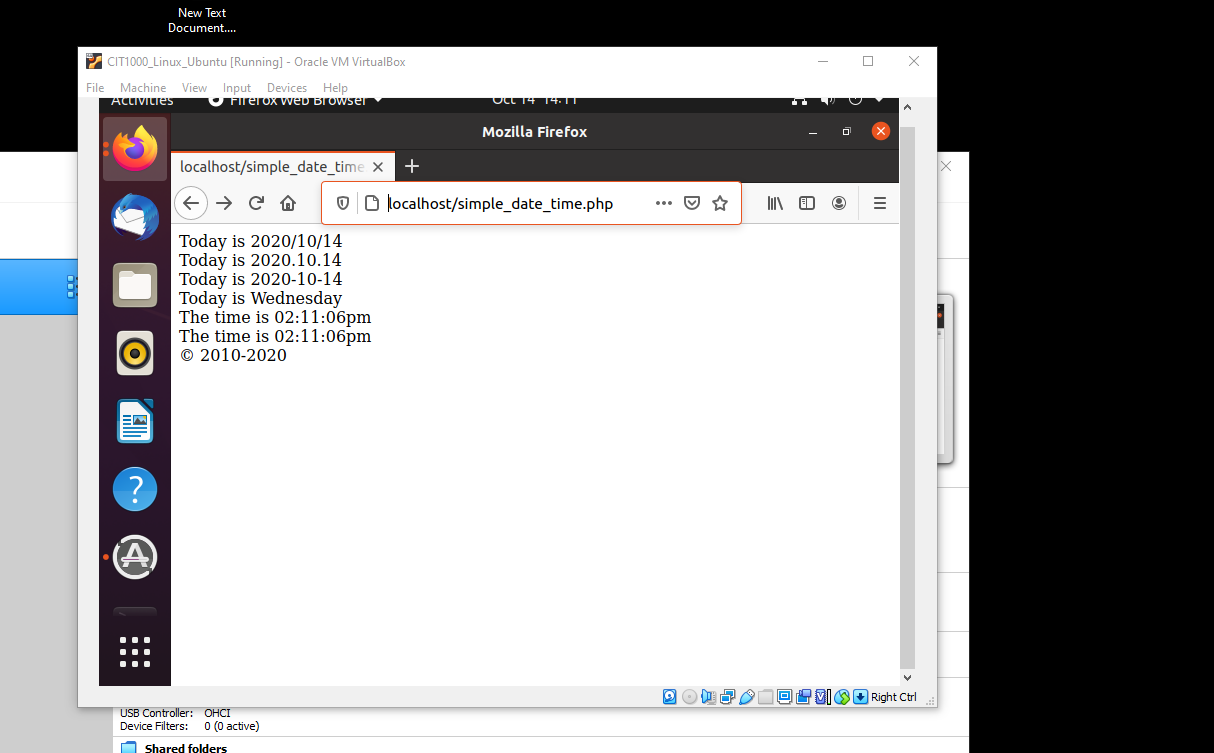 New Text
Document....
CIT1000_Linux_Ubuntu [Running] - Oracle VM VirtualBox
File Machine View Input Devices Help
Activities Firefox Web Browser Oct 14 14:11
Mozilla Firefox
localhost/simple_date_time
localhost/simple_date_time.php
Today is 2020/10/14
Today is 2020.10.14
Today is 2020-10-14
Today is Wednesday
The time is 02:11:06pm
The time is 02:11:06pm
© 2010-2020
Right Ctrl
USB Controller: OHCI
Device Filters: 0 (0 active)
Shared folders